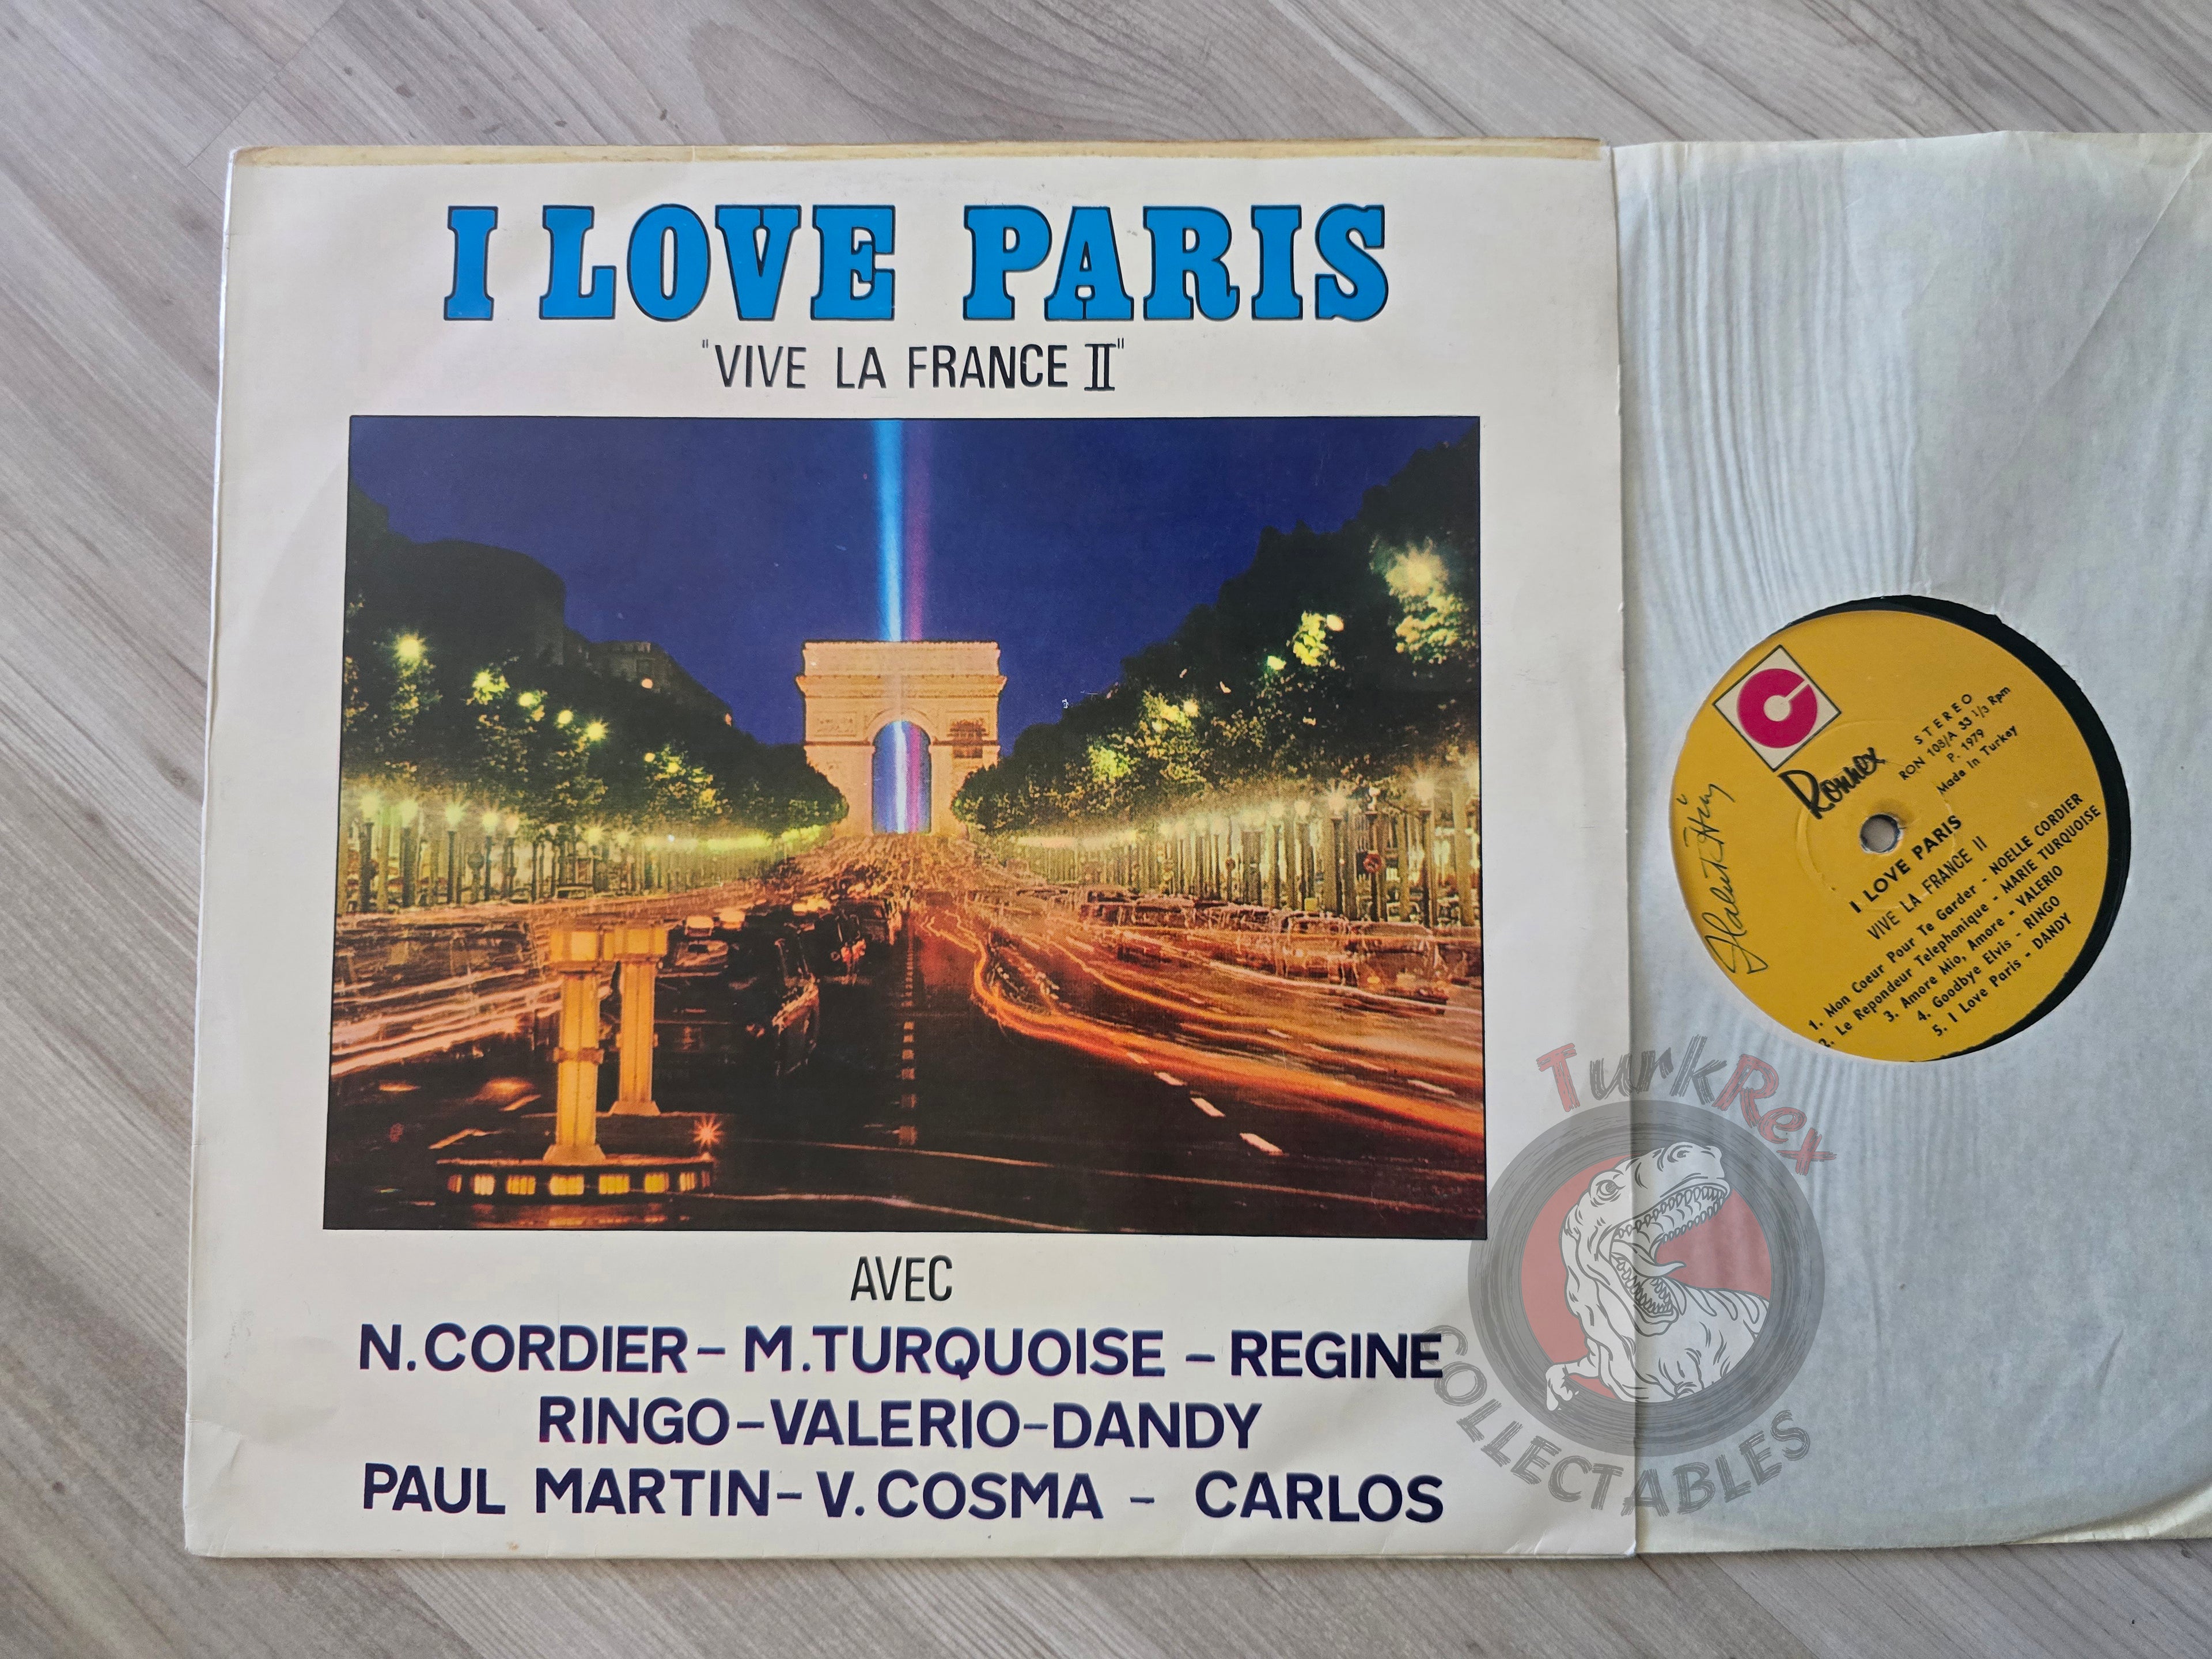 I LOVE PARIS
"VIVE LA FRANCE II"
AVEC
N.CORDIER - M.TURQUOISE - REGINE
RINGO - VALERIO - DANDY
PAUL MARTIN - V.COSMA - CARLOS
Ronnex
STEREO
RON 108/A 33 1/3 Rpm
P. 1979
Made in Turkey
I LOVE PARIS
VIVE LA FRANCE II
1. Mon Coeur Pour Te Garder - NOELLE CORDIER
2. Le Repondeur Telephonique - MARIE TURQUOISE
3. Amore Mio, Amore - VALERIO
4. Goodbye Elvis - RINGO
5. I Love Paris - DANDY
TurkRex
COLLECTABLES